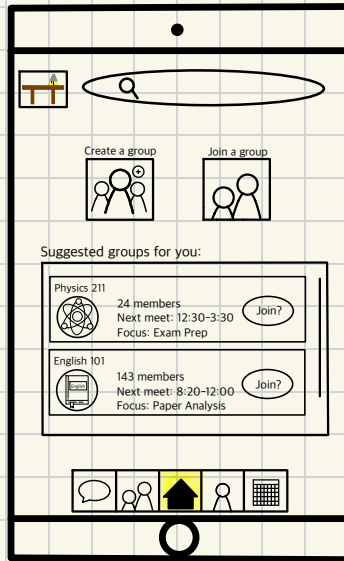 Create a group
Join a group
Suggested groups for you:
Physics 211
24 members
Next meet: 12:30-3:30
Focus: Exam Prep
Join?
English 101
English
143 members
Next meet: 8:20-12:00
Focus: Paper Analysis
Join?